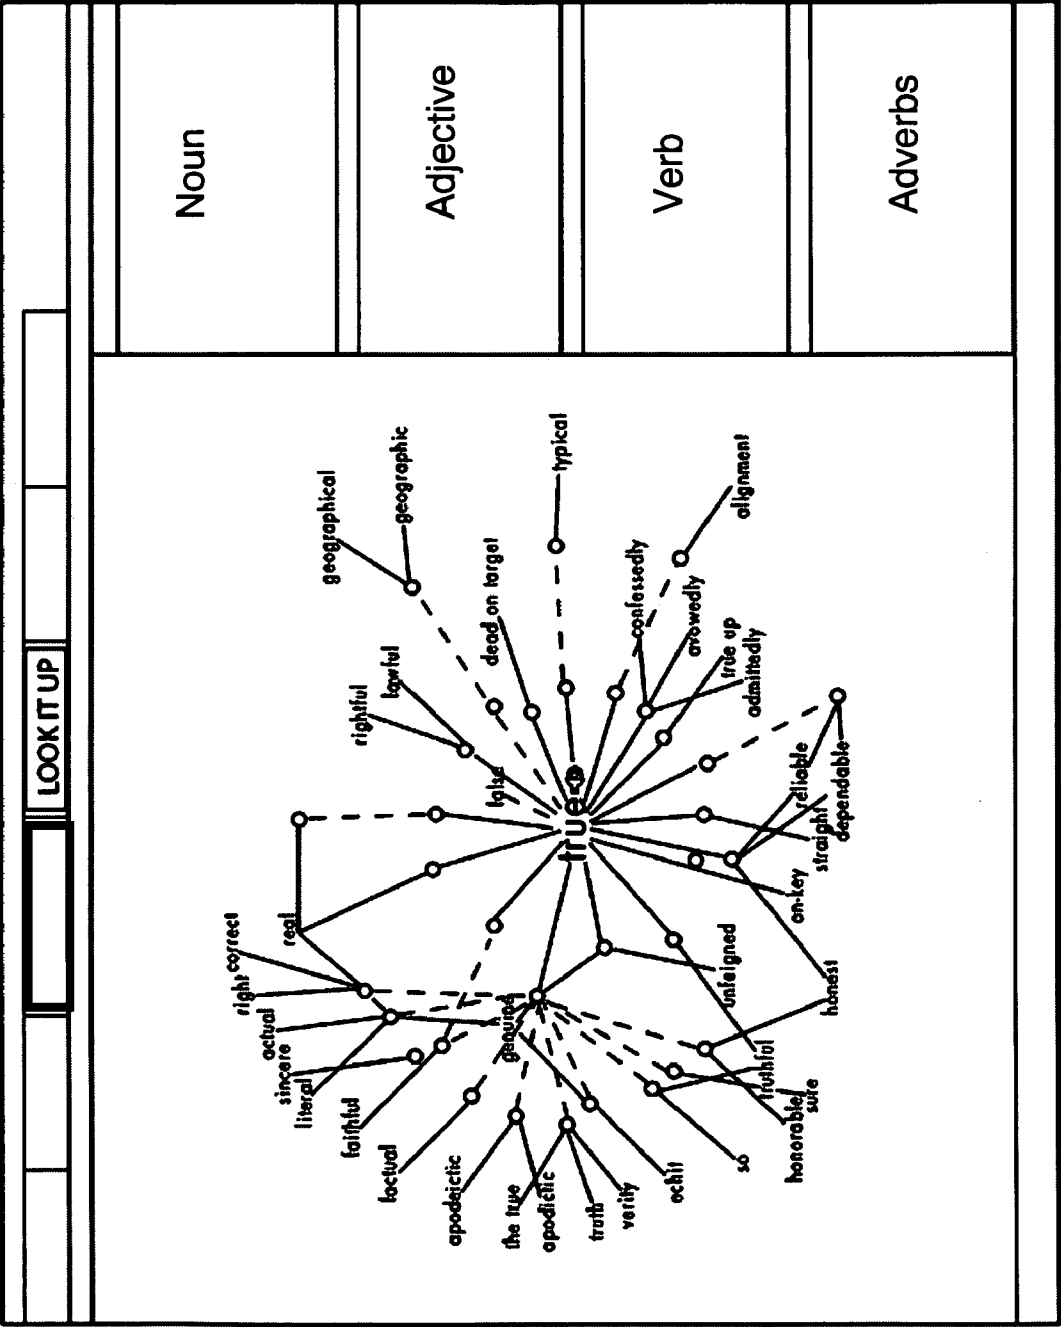 LOOK IT UP
Noun
Adjective
Verb
Adverbs
geographical
geographic
typical
alignment
dead on target
confessedly
avowedly
true up
admittedly
lawful
rightful
false
true
reliable
dependable
straight
on-key
real
correct
right
actual
sincere
literal
faithful
factual
genuine
unfeigned
honest
truthful
sure
honorable
so
echit
verity
truth
apodictic
the true
apodeictic